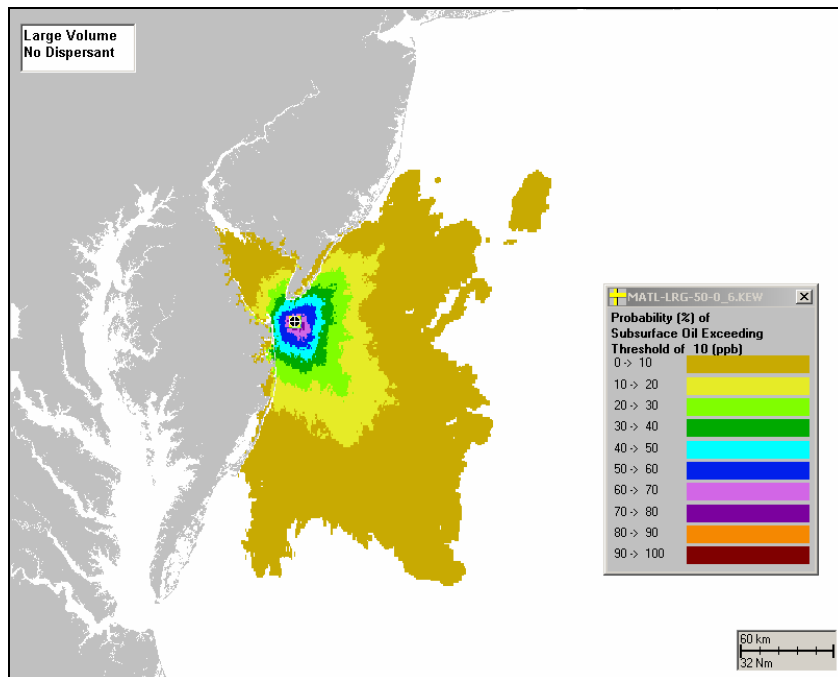 Large Volume
No Dispersant
MATL-LRG-50-0_6.KEW
Probability (%) of
Subsurface Oil Exceeding
Threshold of 10 (ppb)
0 -> 10
10 -> 20
20 -> 30
30 -> 40
40 -> 50
50 -> 60
60 -> 70
70 -> 80
80 -> 90
90 -> 100
60 km
32 Nm